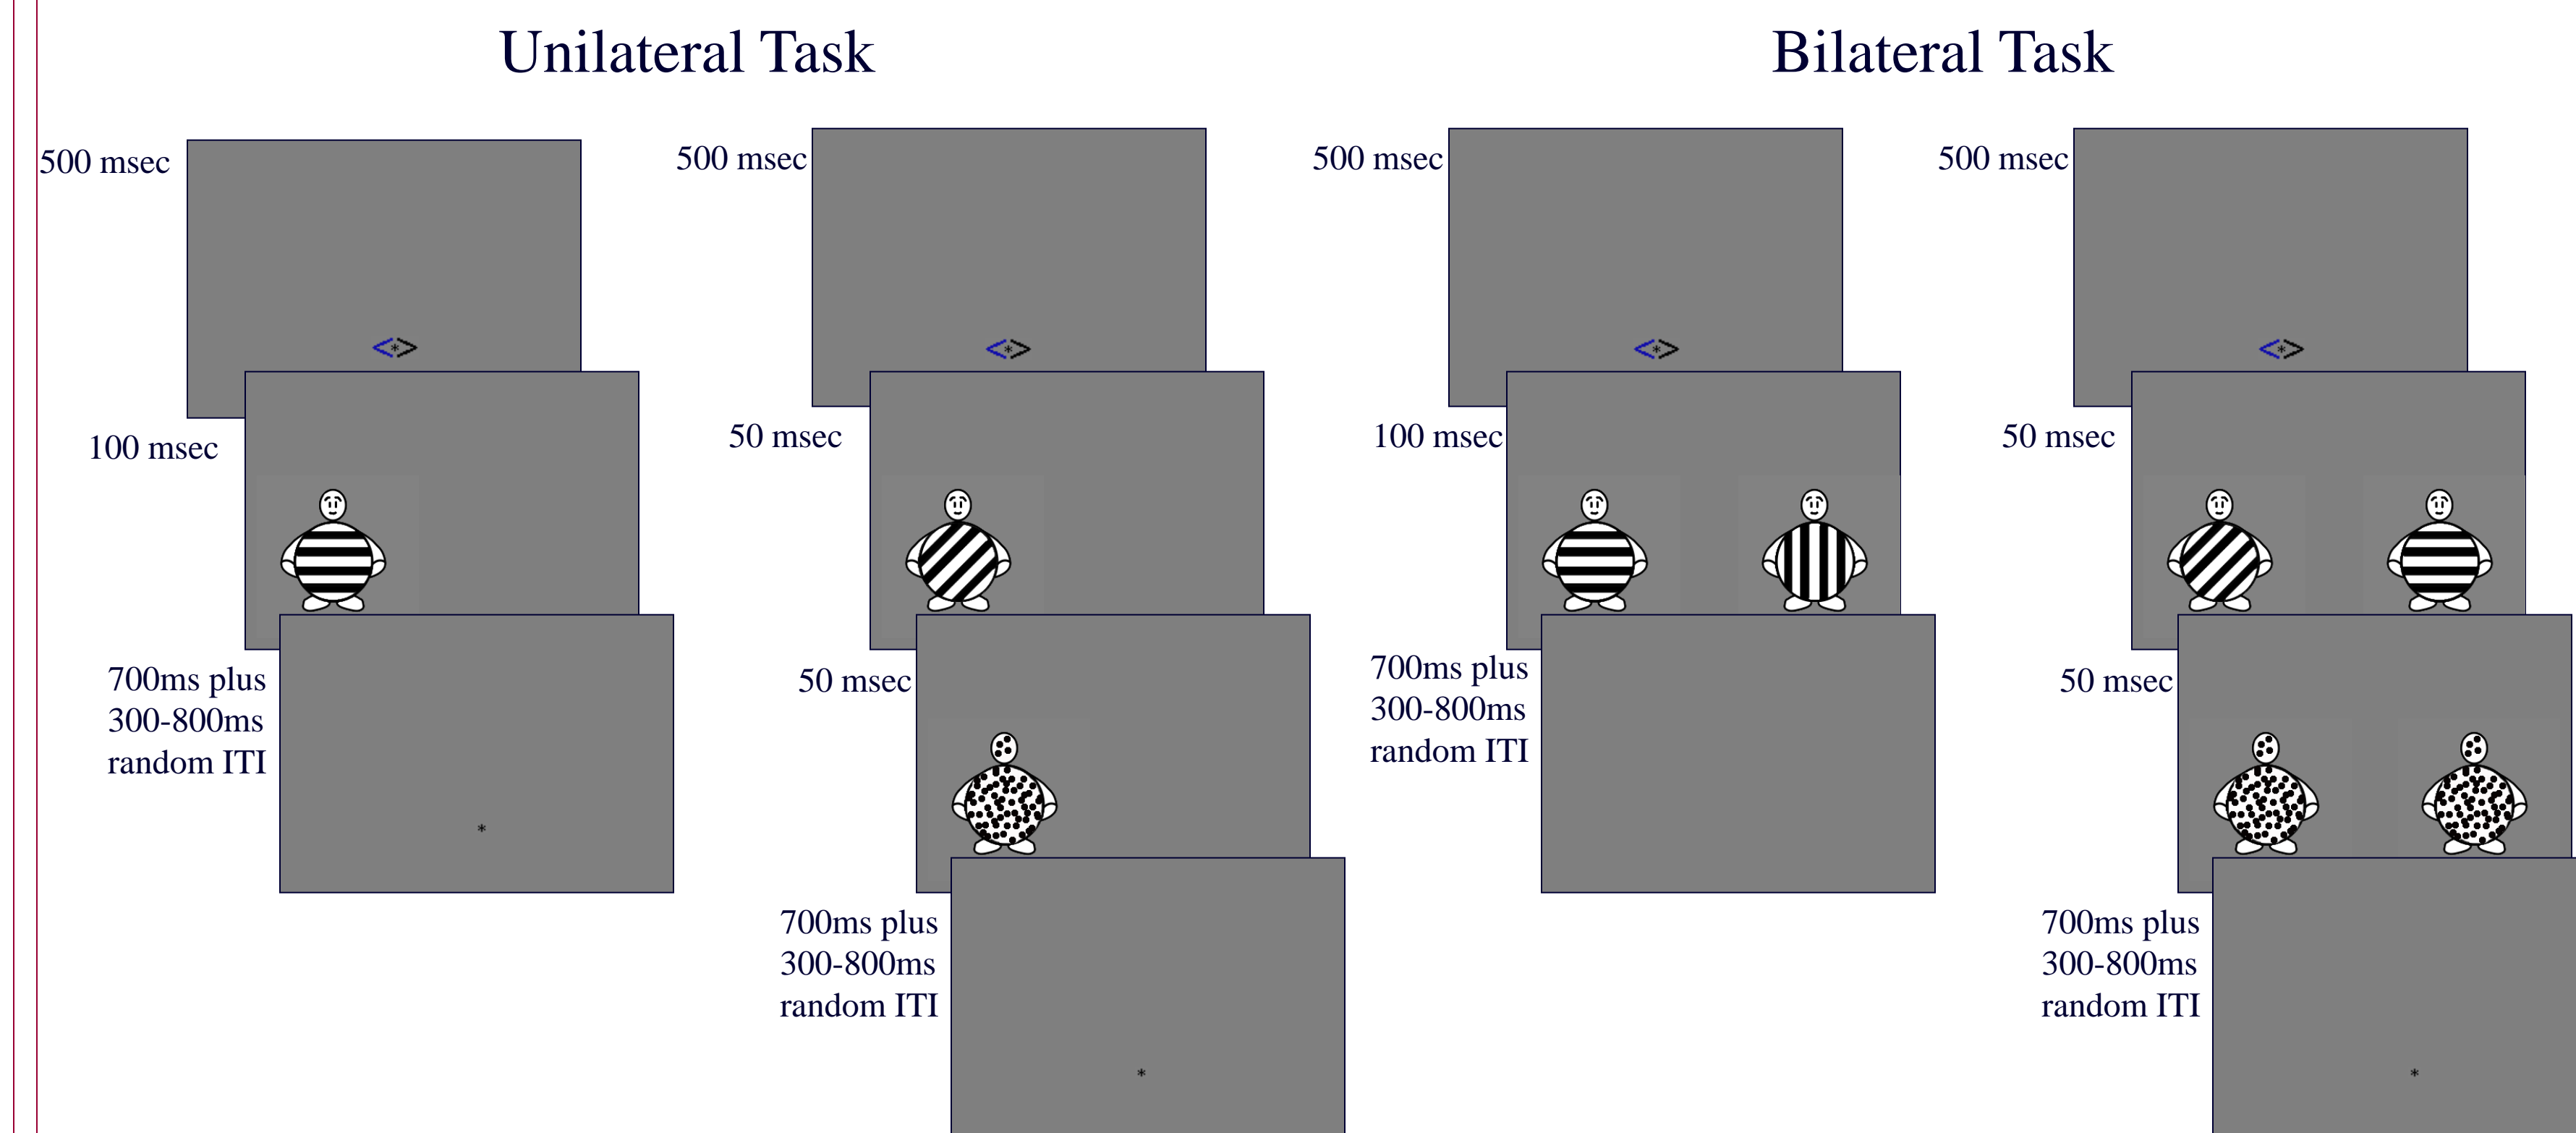 Unilateral Task
500 msec
<*>
100 msec
700ms plus
300-800ms
random ITI
*
500 msec
<*>
50 msec
50 msec
700ms plus
300-800ms
random ITI
*
Bilateral Task
500 msec
<*>
100 msec
700ms plus
300-800ms
random ITI
500 msec
<*>
50 msec
50 msec
700ms plus
300-800ms
random ITI
*